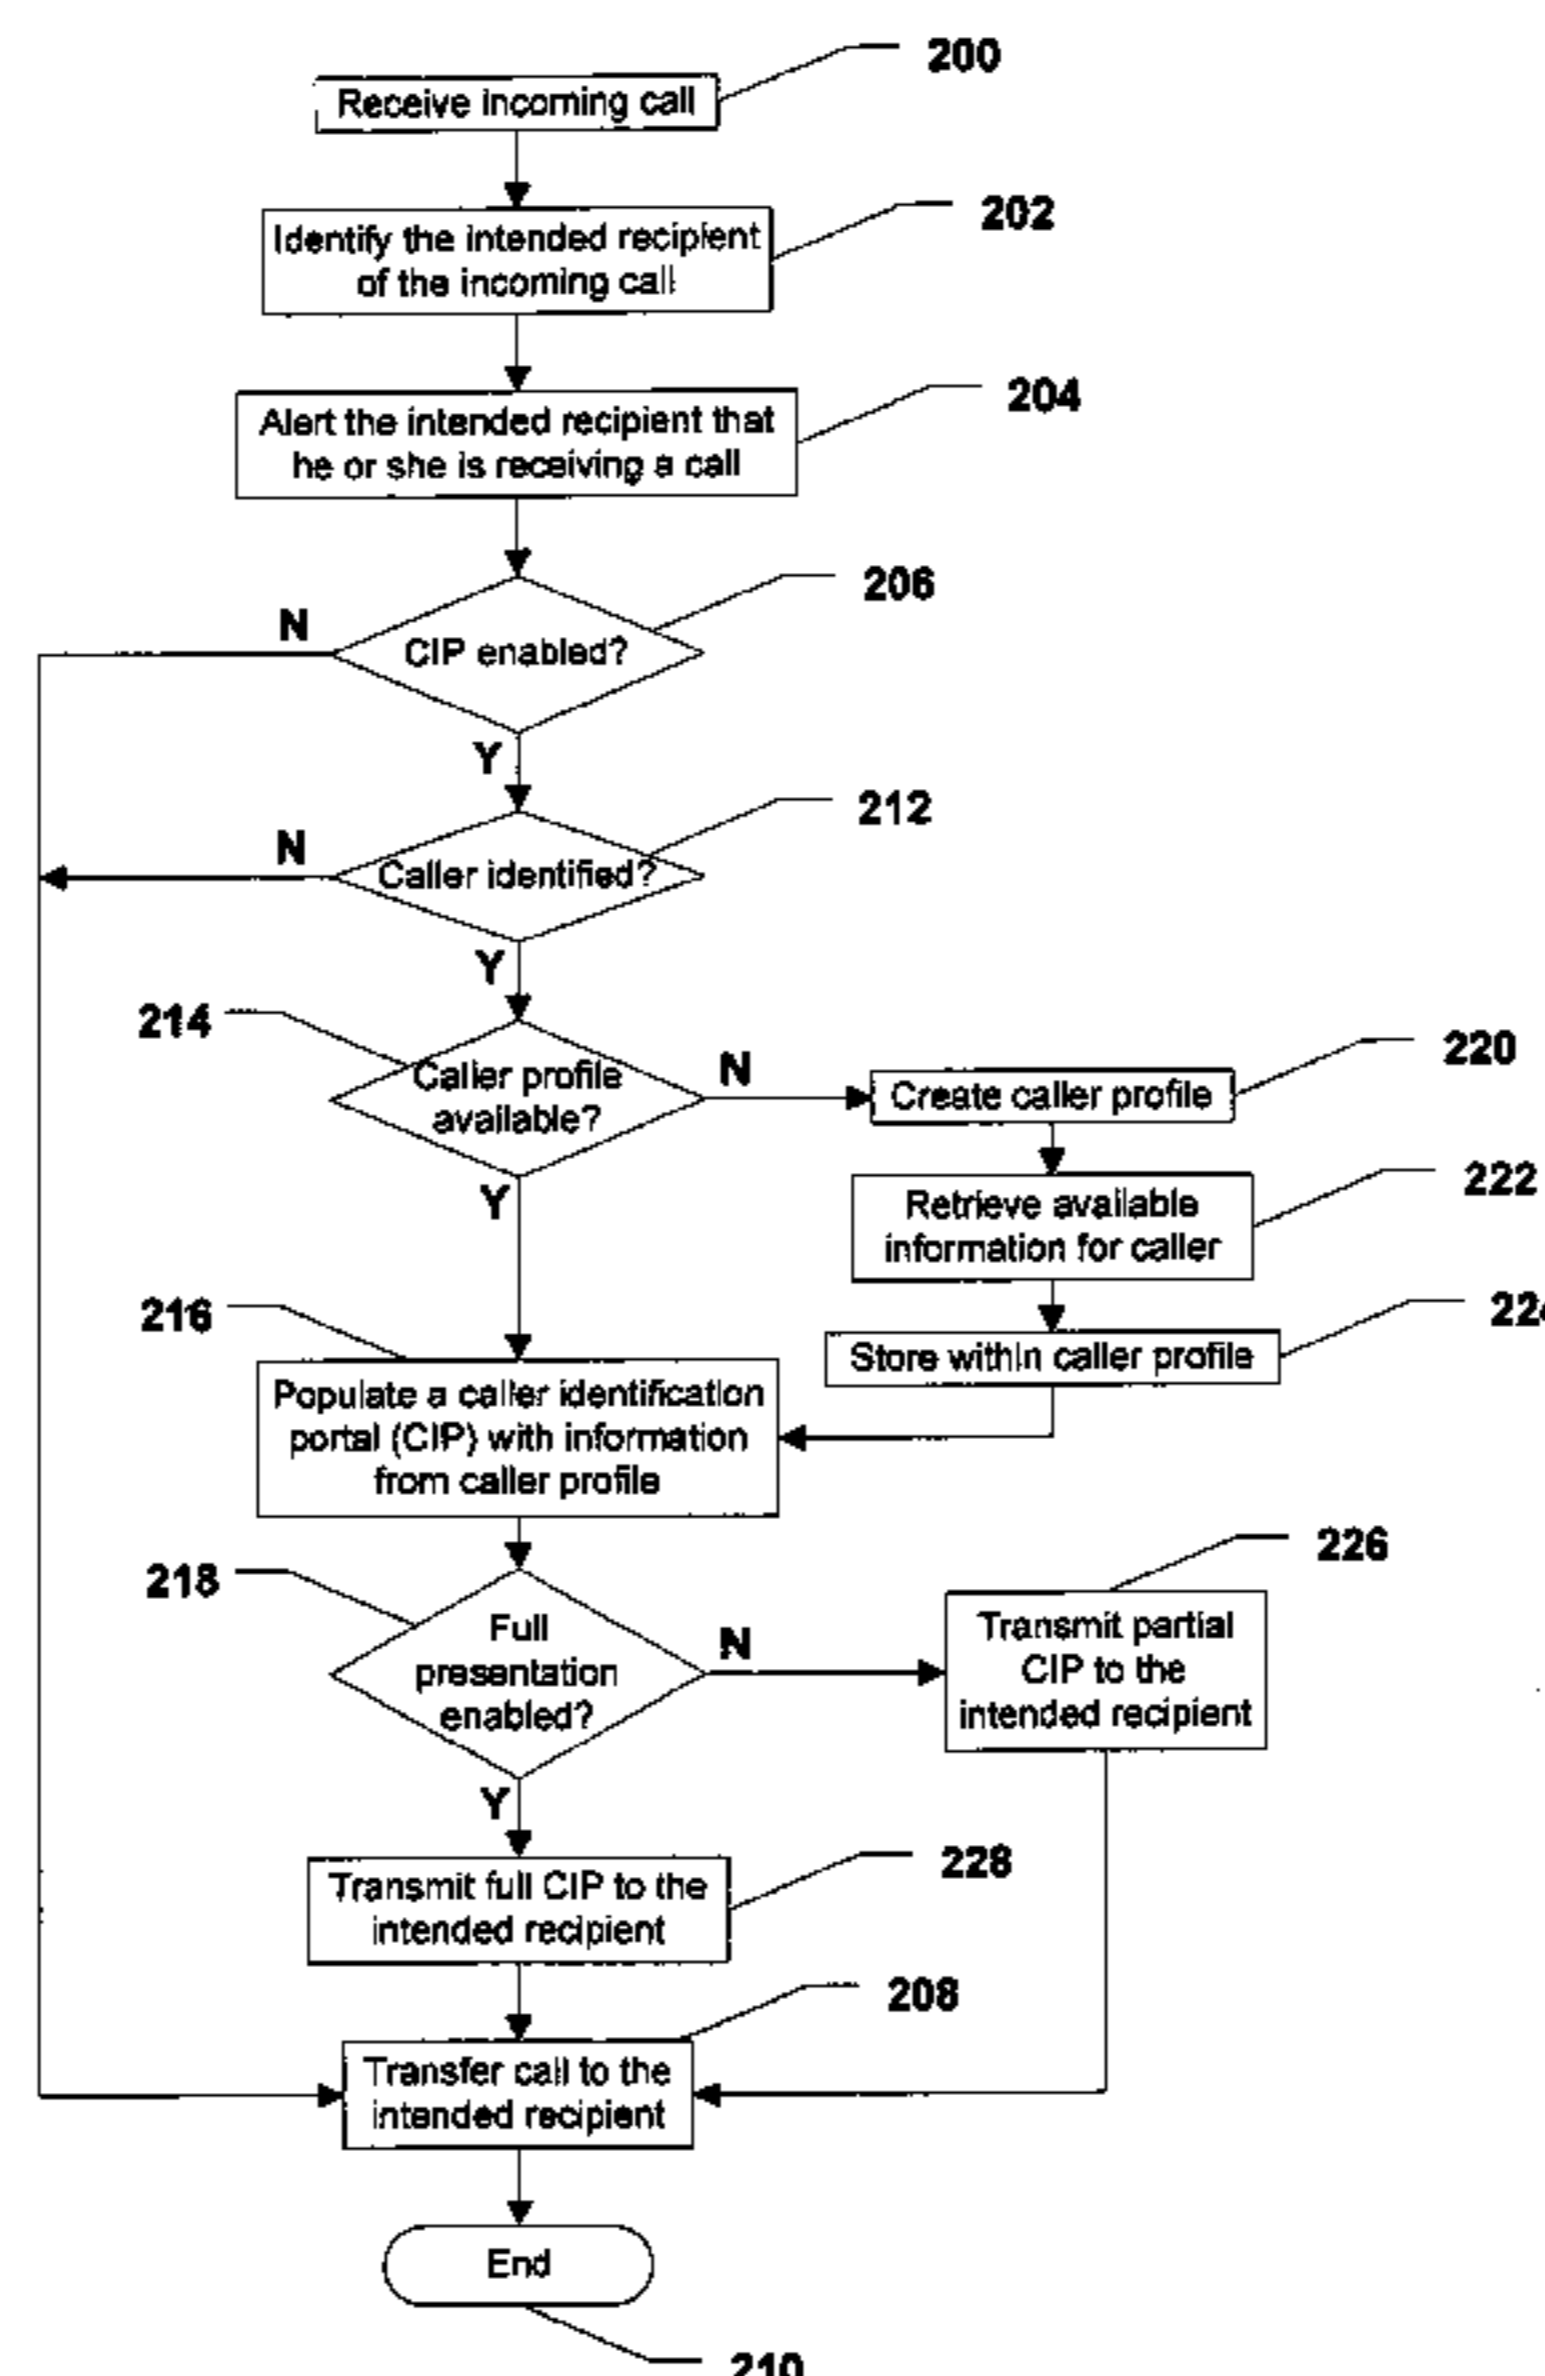 200
Receive incoming call
202
Identify the intended recipient
of the incoming call
204
Alert the intended recipient that
he or she is receiving a call
206
N
CIP enabled?
Y
212
N
Caller identified?
Y
214
Caller profile
available?
N
220
Create caller profile
222
Retrieve available
information for caller
Y
216
Store within caller profile
Populate a caller identification
portal (CIP) with information
from caller profile
226
218
Full
presentation
enabled?
N
Transmit partial
CIP to the
intended recipient
Y
228
Transmit full CIP to the
intended recipient
208
Transfer call to the
intended recipient
End
210